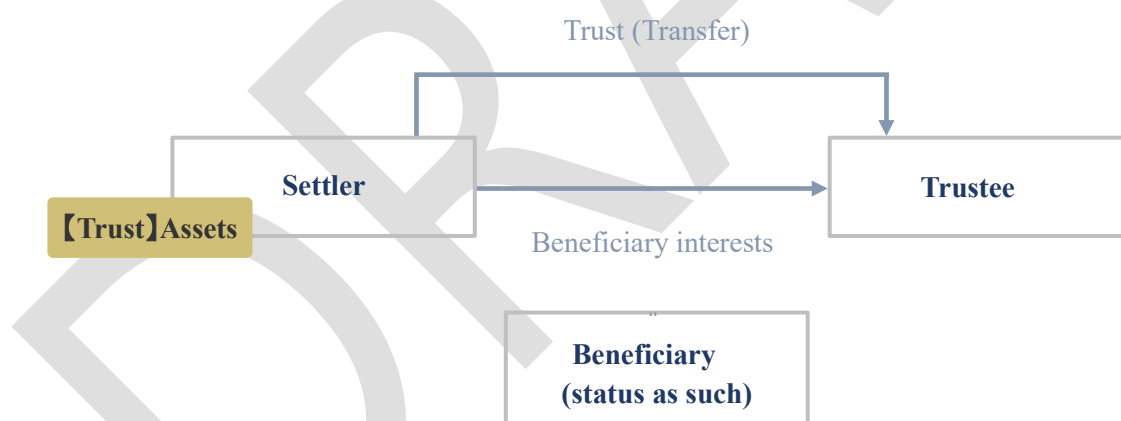 Trust (Transfer)
Settler
Trustee
【Trust】Assets
Beneficiary interests
Beneficiary
(status as such)